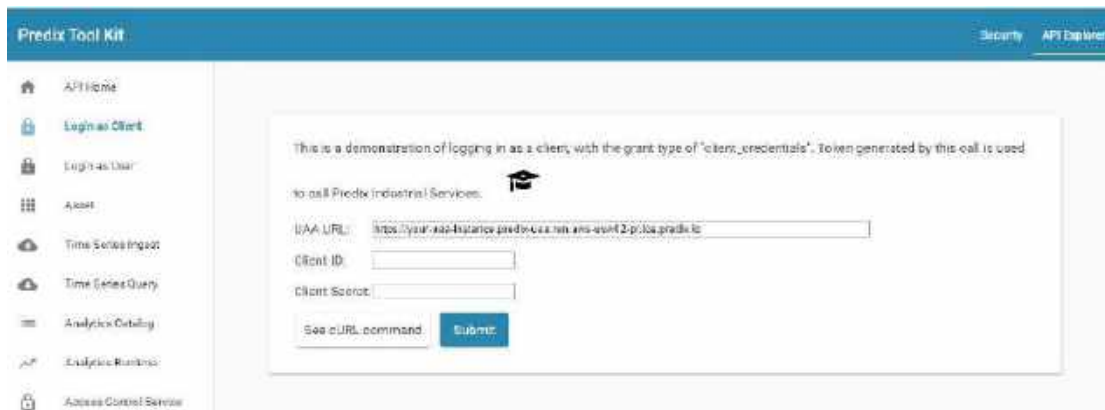 Predix Tool Kit
Security API Explorer
API Home
Login as Client
Login as User
Asset
Time Series Ingest
Time Series Query
Analytics Catalog
Analytics Runtime
Access Control Service
This is a demonstration of logging in as a client, with the grant type of "client_credentials". Token generated by this call is used
to call Predix Industrial Services.
UAA URL:
Client ID:
Client Secret:
See cURL command Submit